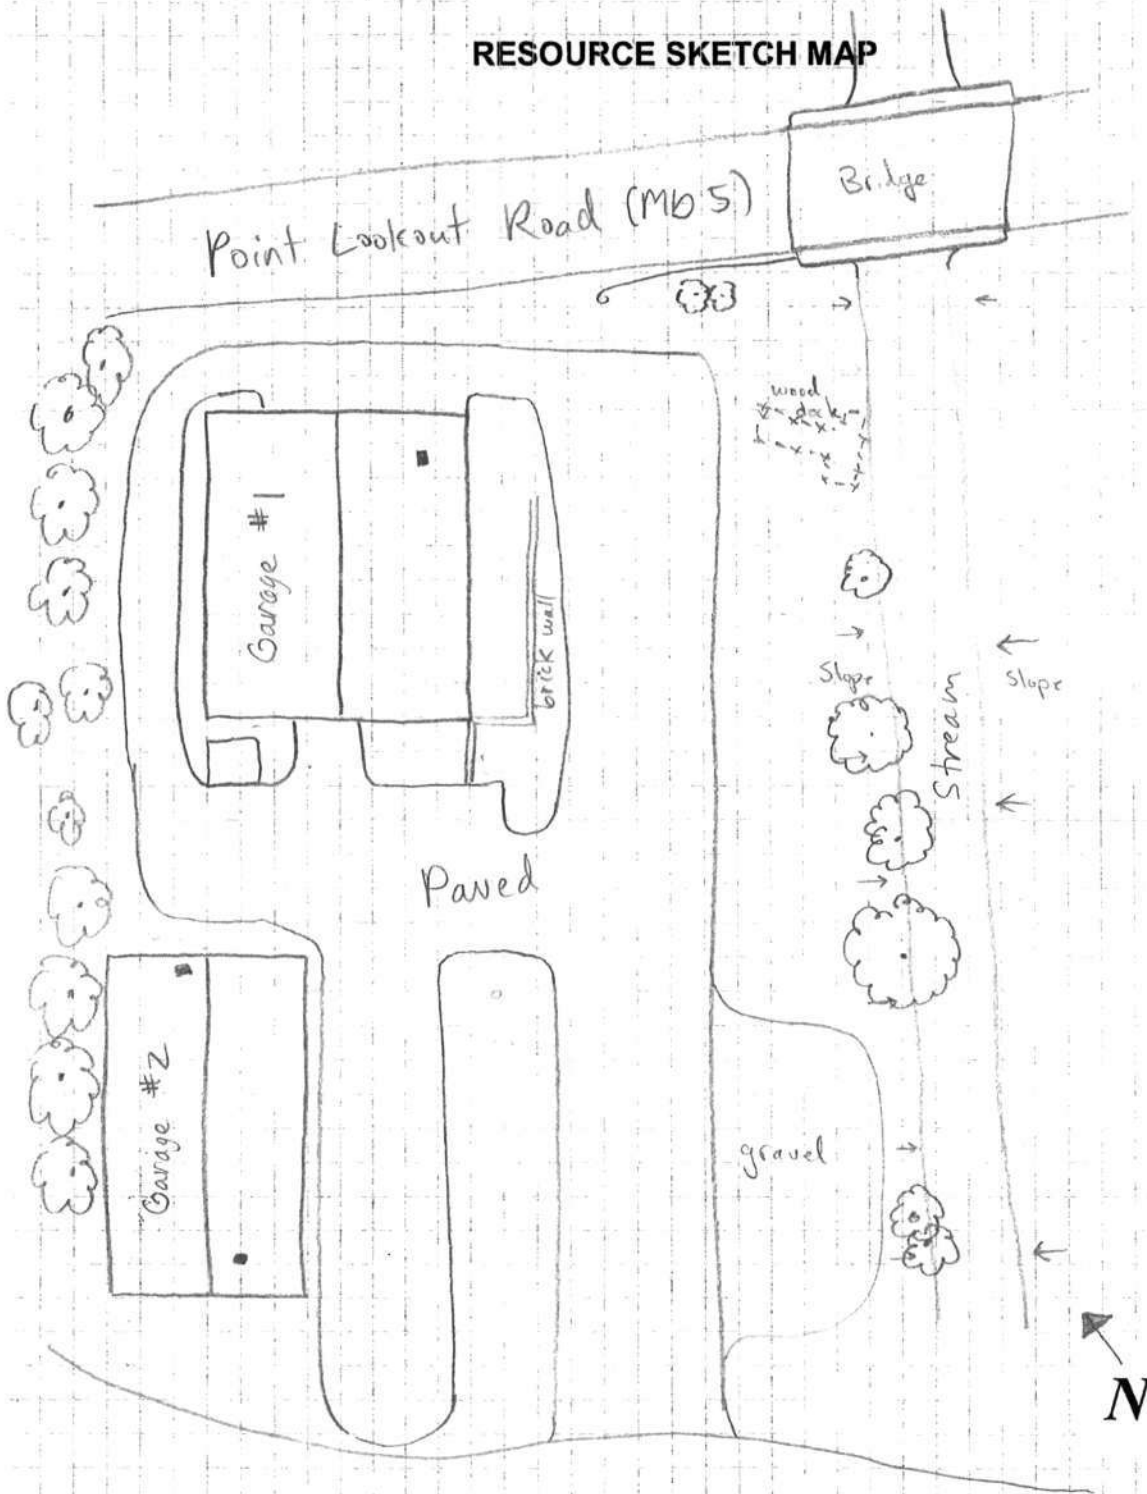 RESOURCE SKETCH MAP
Bridge
Point Lookout Road (MD 5)
wood
deck
Garage #1
brick wall
Slope
Stream
Slope
Paved
Garage #2
gravel
N